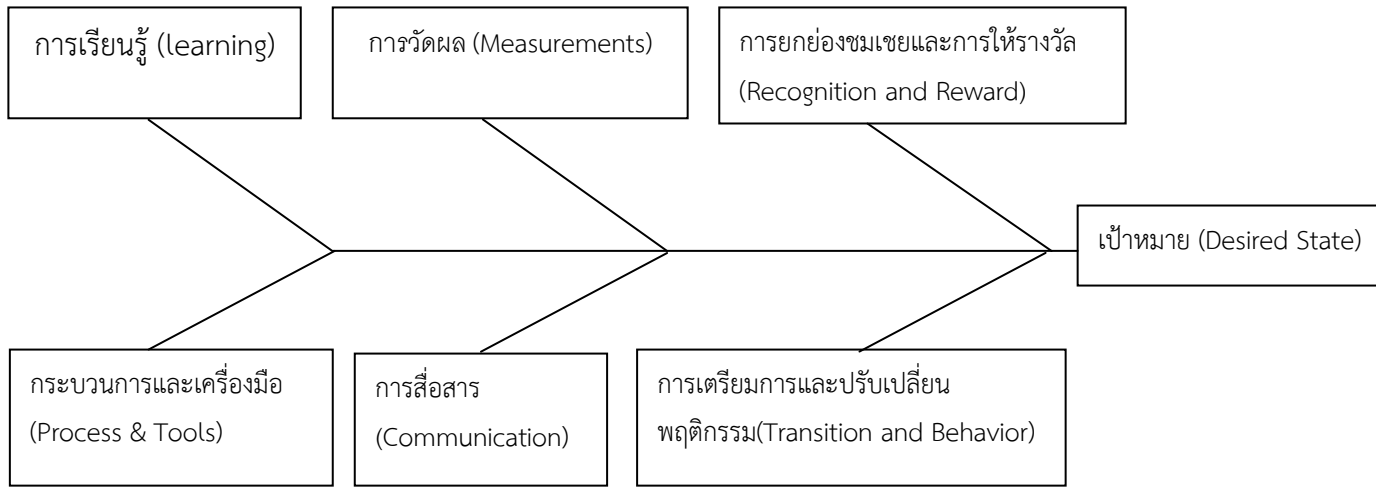 การเรียนรู้ (learning)
การวัดผล (Measurements)
การยกย่องชมเชยและการให้รางวัล
(Recognition and Reward)
เป้าหมาย (Desired State)
กระบวนการและเครื่องมือ
(Process & Tools)
การสื่อสาร
(Communication)
การเตรียมการและปรับเปลี่ยน
พฤติกรรม(Transition and Behavior)